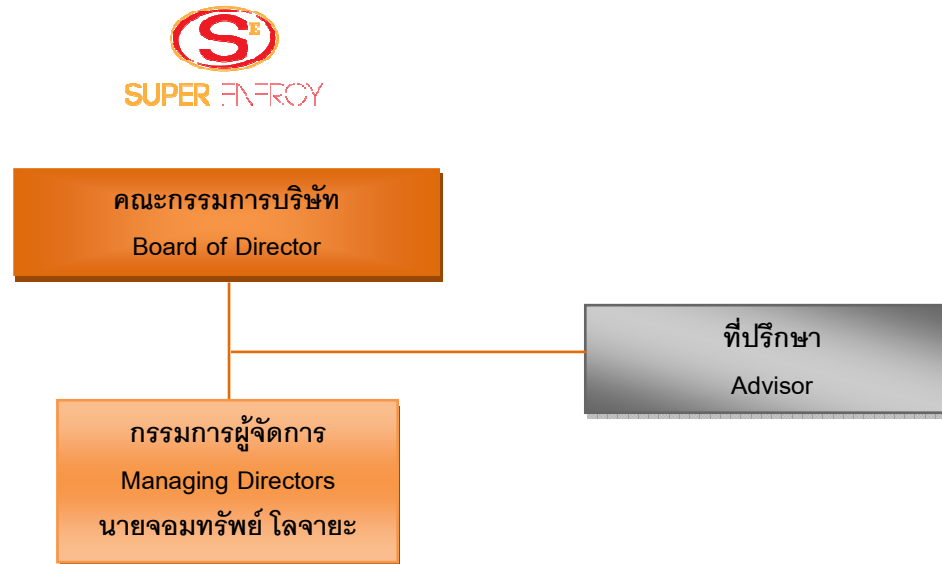 SE
SUPER ENERGY
คณะกรรมการบริษัท
Board of Director
ที่ปรึกษา
Advisor
กรรมการผู้จัดการ
Managing Directors
นายจอมทรัพย์ โลจายะ